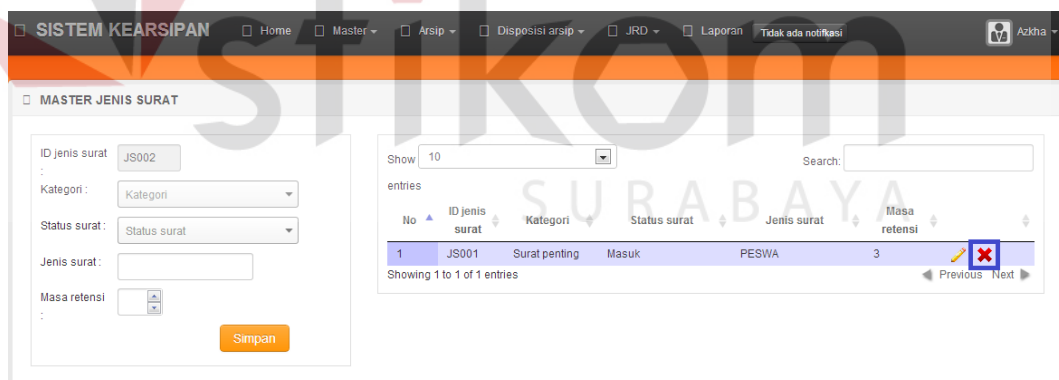 SISTEM KEARSIPAN Home Master Arsip Disposisi arsip JRD Laporan Tidak ada notifkasi Azkha
MASTER JENIS SURAT
stikom
SURABAYA
ID jenis surat : JS002
Kategori : Kategori
Status surat : Status surat
Jenis surat :
Masa retensi :
Simpan
Show 10 entries Search:
No ID jenis surat Kategori Status surat Jenis surat Masa retensi
1 JS001 Surat penting Masuk PESWA 3
Showing 1 to 1 of 1 entries Previous Next